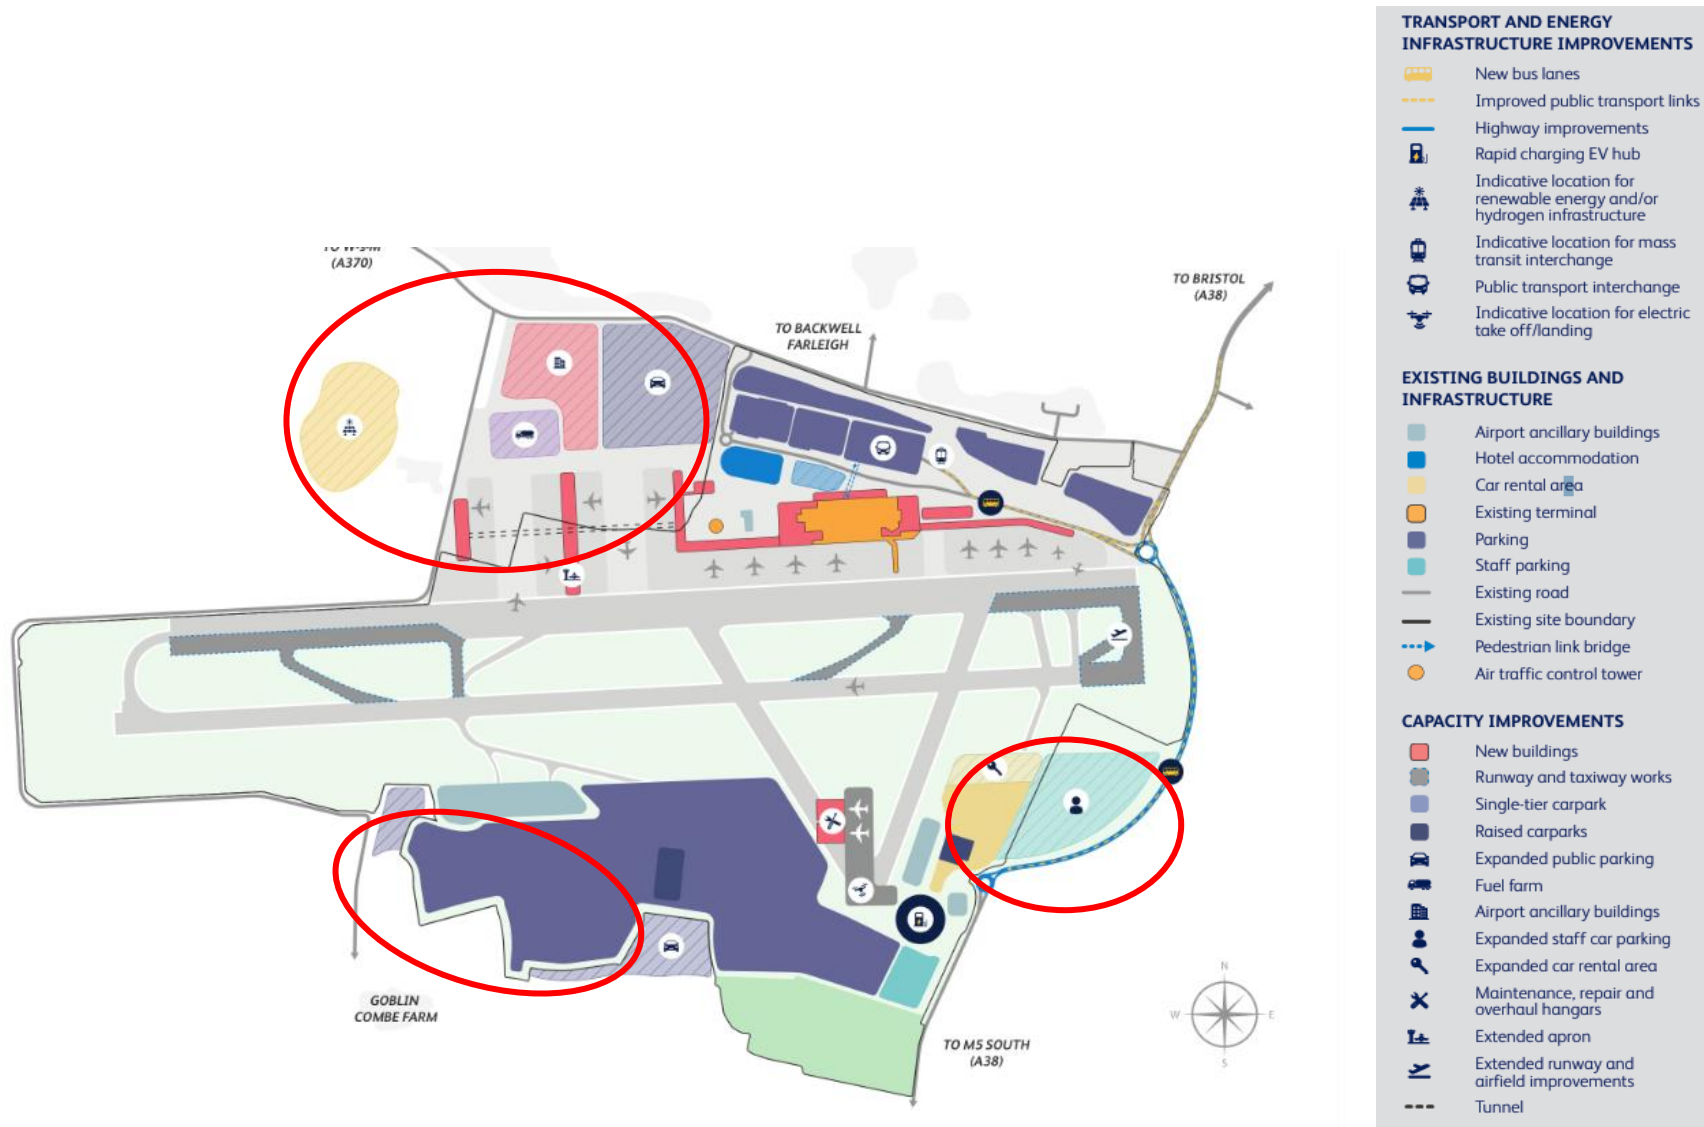 TO W-S-M
(A370)
TO BACKWELL
FARLEIGH
TO BRISTOL
(A38)
1
GOBLIN
COMBE FARM
TO M5 SOUTH
(A38)
N
W
E
S
TRANSPORT AND ENERGY
INFRASTRUCTURE IMPROVEMENTS
New bus lanes
Improved public transport links
Highway improvements
Rapid charging EV hub
Indicative location for
renewable energy and/or
hydrogen infrastructure
Indicative location for mass
transit interchange
Public transport interchange
Indicative location for electric
take off/landing
EXISTING BUILDINGS AND
INFRASTRUCTURE
Airport ancillary buildings
Hotel accommodation
Car rental area
Existing terminal
Parking
Staff parking
Existing road
Existing site boundary
Pedestrian link bridge
Air traffic control tower
CAPACITY IMPROVEMENTS
New buildings
Runway and taxiway works
Single-tier carpark
Raised carparks
Expanded public parking
Fuel farm
Airport ancillary buildings
Expanded staff car parking
Expanded car rental area
Maintenance, repair and
overhaul hangars
Extended apron
Extended runway and
airfield improvements
Tunnel